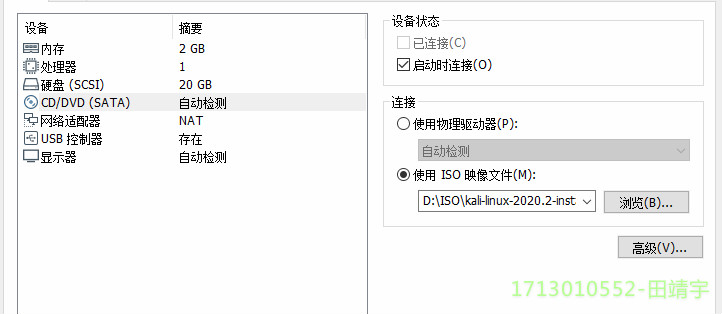 设备 摘要
内存 2 GB
处理器 1
硬盘 (SCSI) 20 GB
CD/DVD (SATA) 自动检测
网络适配器 NAT
USB 控制器 存在
显示器 自动检测
设备状态
已连接(C)
启动时连接(O)
连接
使用物理驱动器(P):
自动检测
使用 ISO 映像文件(M):
D:\ISO\kali-linux-2020.2-inst 浏览(B)...
高级(V)...
1713010552-田靖宇